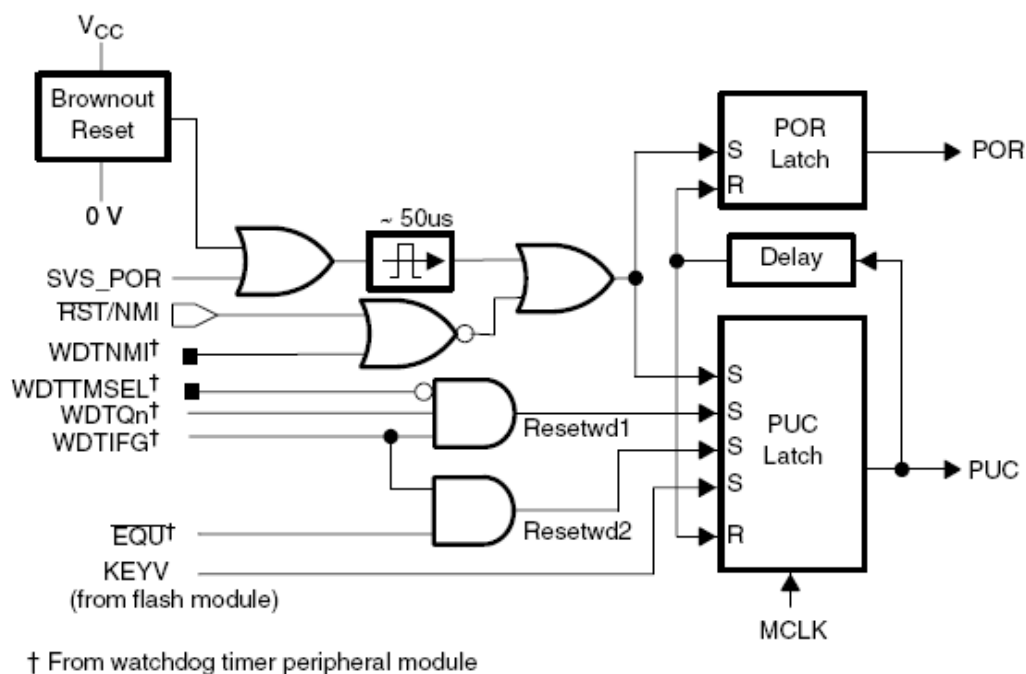 VCC
Brownout
Reset
0 V
SVS_POR
RST/NMI
WDTNMI†
WDTTMSEL†
WDTQn†
WDTIFG†
EQU†
KEYV
(from flash module)
~ 50us
Resetwd1
Resetwd2
S
R
POR
Latch
POR
Delay
S
S
S
S
R
PUC
Latch
PUC
MCLK
† From watchdog timer peripheral module